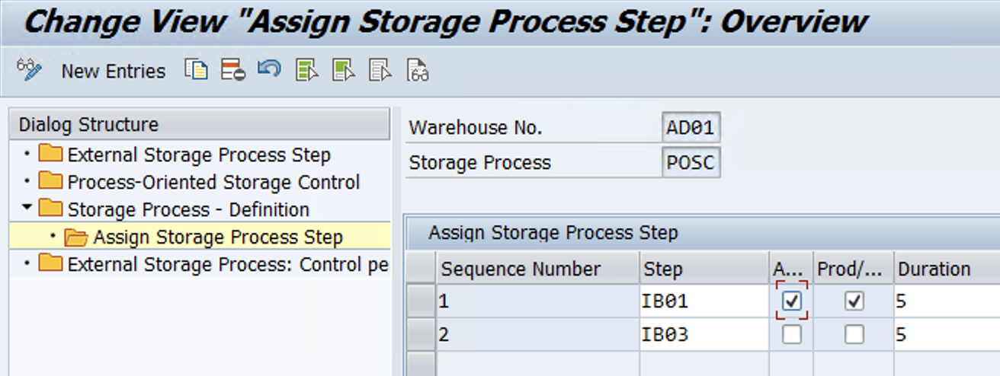 Change View "Assign Storage Process Step": Overview
New Entries
Dialog Structure
External Storage Process Step
Process-Oriented Storage Control
Storage Process - Definition
Assign Storage Process Step
External Storage Process: Control pe
Warehouse No. AD01
Storage Process POSC
Assign Storage Process Step
Sequence Number Step A... Prod/... Duration
1 IB01 5
2 IB03 5